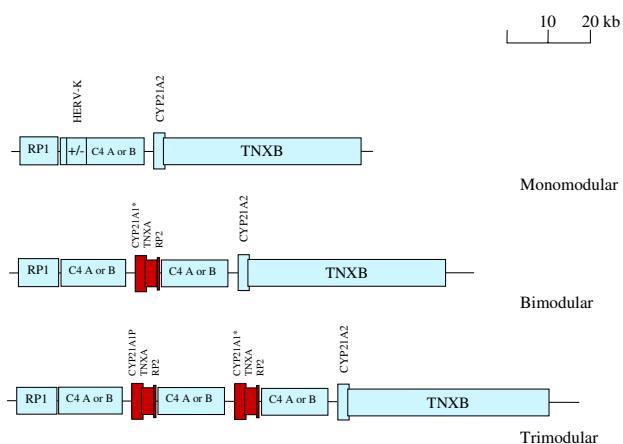 10 20 kb
HERV-K
CYP21A2
RP1 +/- C4 A or B TNXB
Monomodular
CYP21A1*
TNXA
RP2
CYP21A2
RP1 C4 A or B C4 A or B TNXB
Bimodular
CYP21A1P
TNXA
RP2
CYP21A1*
TNXA
RP2
CYP21A2
RP1 C4 A or B C4 A or B C4 A or B TNXB
Trimodular